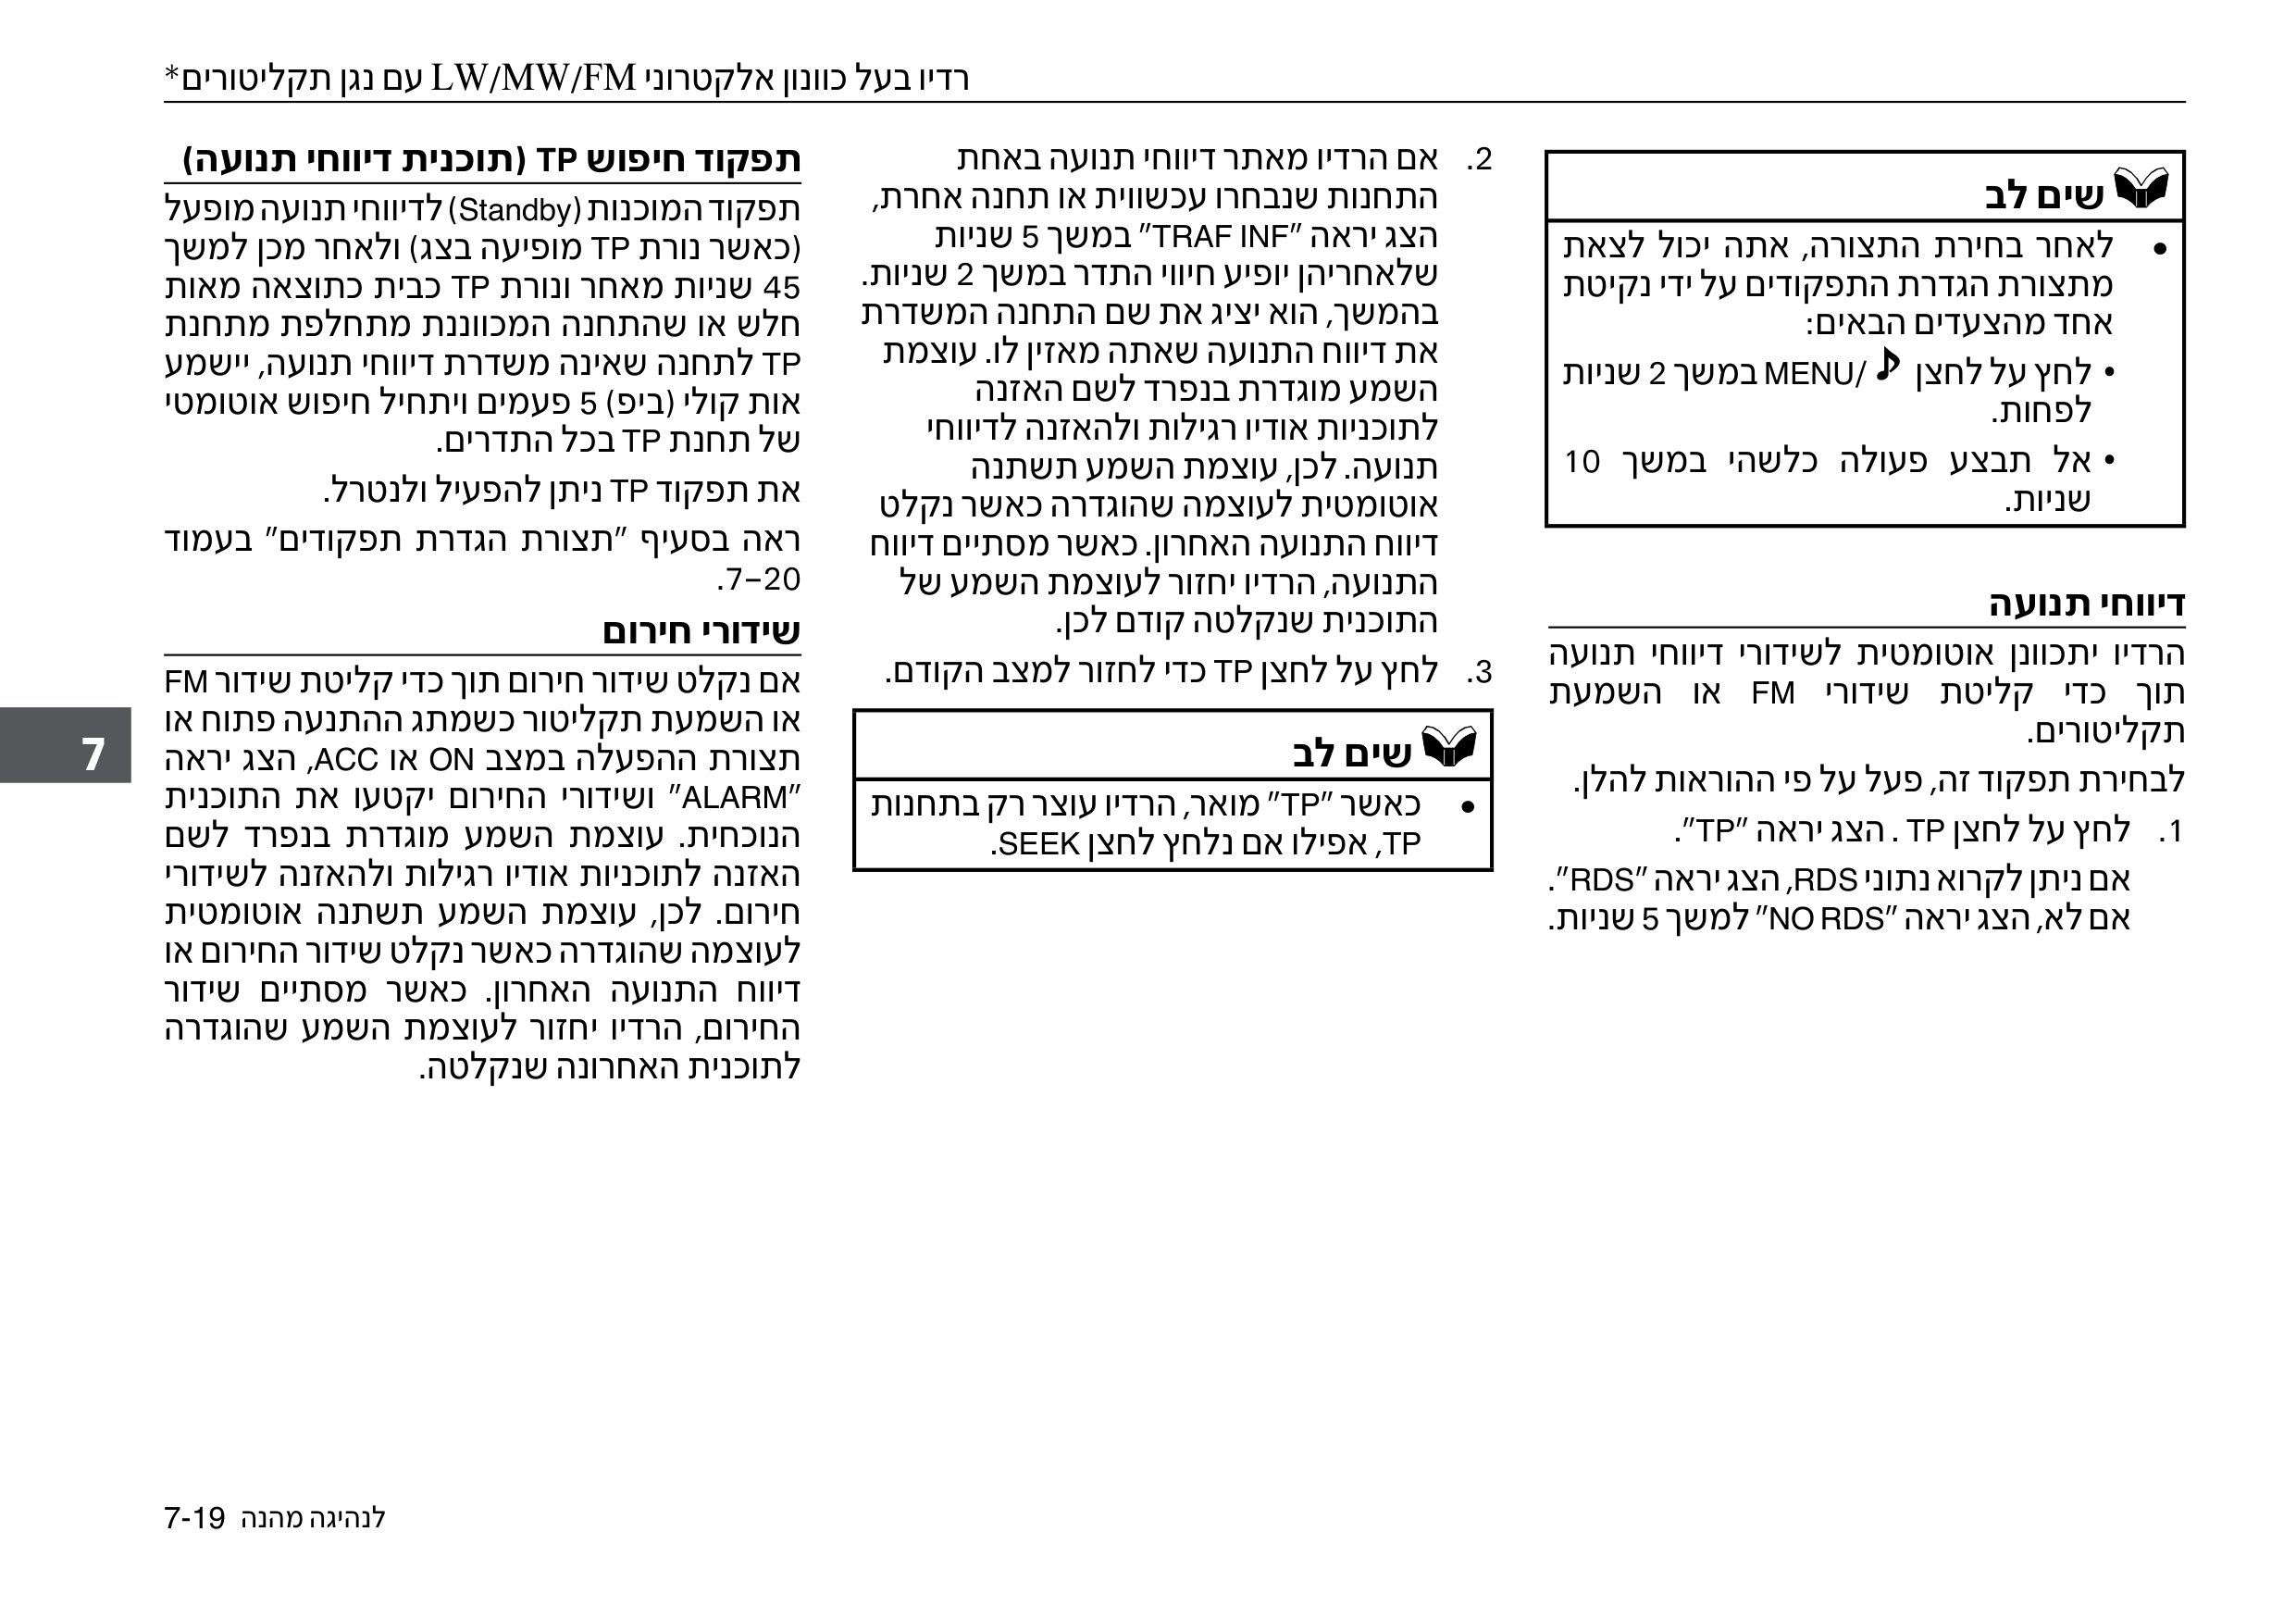 רדיו בעל כוונון אלקטרוני LW/MW/FM עם נגן תקליטורים*
שים לב
• לאחר בחירת התצורה, אתה יכול לצאת
מתצורת הגדרת התפקודים על ידי נקיטת
אחד מהצעדים הבאים:
• לחץ על לחצן ♪/MENU במשך 2 שניות
לפחות.
• אל תבצע פעולה כלשהי במשך 10
שניות.
דיווחי תנועה
הרדיו יתכוונן אוטומטית לשידורי דיווחי תנועה
תוך כדי קליטת שידורי FM או השמעת
תקליטורים.
לבחירת תפקוד זה, פעל על פי ההוראות להלן.
1. לחץ על לחצן TP . הצג יראה "TP".
אם ניתן לקרוא נתוני RDS, הצג יראה "RDS".
אם לא, הצג יראה "NO RDS" למשך 5 שניות.
2. אם הרדיו מאתר דיווחי תנועה באחת
התחנות שנבחרו עכשווית או תחנה אחרת,
הצג יראה "TRAF INF" במשך 5 שניות
שלאחריהן יופיע חיווי התדר במשך 2 שניות.
בהמשך, הוא יציג את שם התחנה המשדרת
את דיווח התנועה שאתה מאזין לו. עוצמת
השמע מוגדרת בנפרד לשם האזנה
לתוכניות אודיו רגילות ולהאזנה לדיווחי
תנועה. לכן, עוצמת השמע תשתנה
אוטומטית לעוצמה שהוגדרה כאשר נקלט
דיווח התנועה האחרון. כאשר מסתיים דיווח
התנועה, הרדיו יחזור לעוצמת השמע של
התוכנית שנקלטה קודם לכן.
3. לחץ על לחצן TP כדי לחזור למצב הקודם.
שים לב
• כאשר "TP" מואר, הרדיו עוצר רק בתחנות
TP, אפילו אם נלחץ לחצן SEEK.
תפקוד חיפוש TP (תוכנית דיווחי תנועה)
תפקוד המוכנות (Standby) לדיווחי תנועה מופעל
(כאשר נורת TP מופיעה בצג) ולאחר מכן למשך
45 שניות מאחר ונורת TP כבית כתוצאה מאות
חלש או שהתחנה המכווננת מתחלפת מתחנת
TP לתחנה שאינה משדרת דיווחי תנועה, יישמע
אות קולי (ביפ) 5 פעמים ויתחיל חיפוש אוטומטי
של תחנת TP בכל התדרים.
את תפקוד TP ניתן להפעיל ולנטרל.
ראה בסעיף "תצורת הגדרת תפקודים" בעמוד
7–20.
שידורי חירום
אם נקלט שידור חירום תוך כדי קליטת שידור FM
או השמעת תקליטור כשמתג ההתנעה פתוח או
תצורת ההפעלה במצב ON או ACC, הצג יראה
"ALARM" ושידורי החירום יקטעו את התוכנית
הנוכחית. עוצמת השמע מוגדרת בנפרד לשם
האזנה לתוכניות אודיו רגילות ולהאזנה לשידורי
חירום. לכן, עוצמת השמע תשתנה אוטומטית
לעוצמה שהוגדרה כאשר נקלט שידור החירום או
דיווח התנועה האחרון. כאשר מסתיים שידור
החירום, הרדיו יחזור לעוצמת השמע שהוגדרה
לתוכנית האחרונה שנקלטה.
7
לנהיגה מהנה 7-19